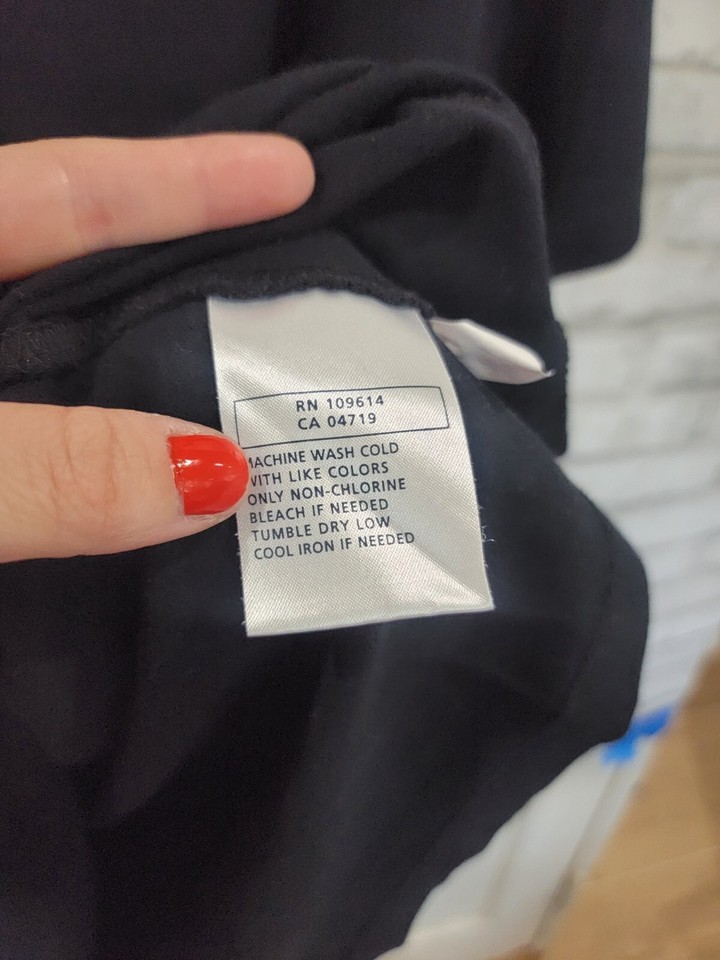 RN 109614
CA 04719
MACHINE WASH COLD
WITH LIKE COLORS
ONLY NON-CHLORINE
BLEACH IF NEEDED
TUMBLE DRY LOW
COOL IRON IF NEEDED